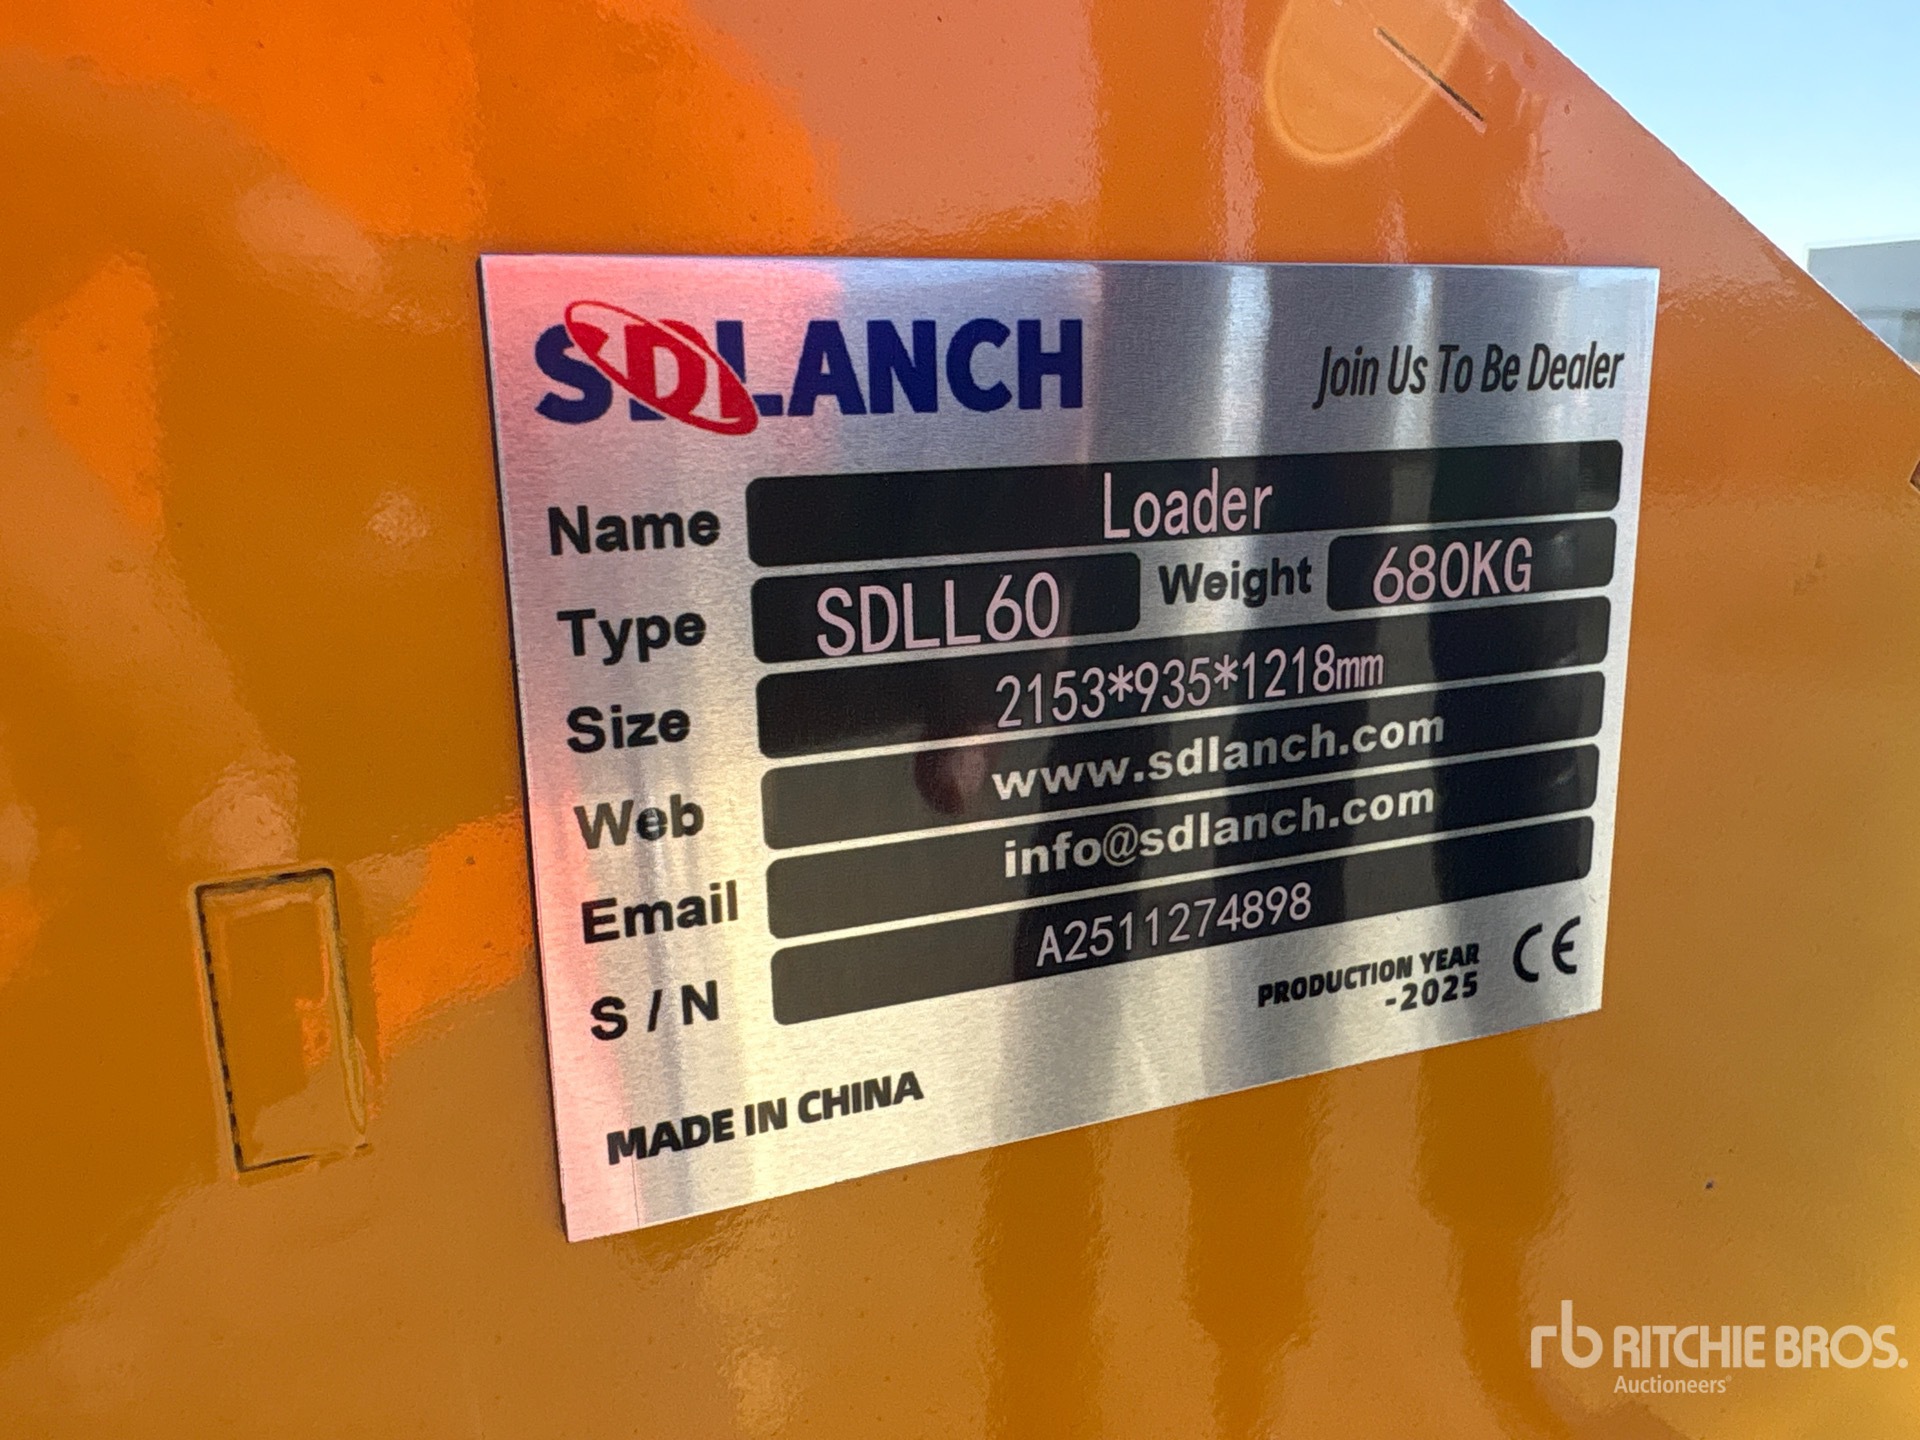 SDLANCH
Join Us To Be Dealer
Name Loader
Type SDLL60 Weight 680KG
Size 2153*935*1218mm
Web www.sdlanch.com
Email info@sdlanch.com
S / N A2511274898
PRODUCTION YEAR
-2025
CE
MADE IN CHINA
rb RITCHIE BROS.
Auctioneers